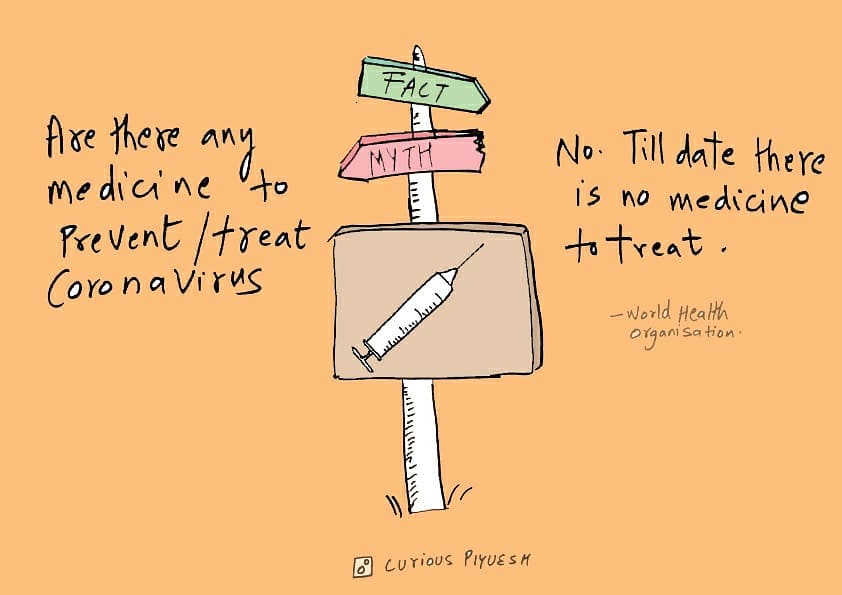 FACT
MYTH
Are there any
medicine to
Prevent/treat
CoronaVirus
No. Till date there
is no medicine
to treat.
-World Health
Organisation.
Curious PIYUESH